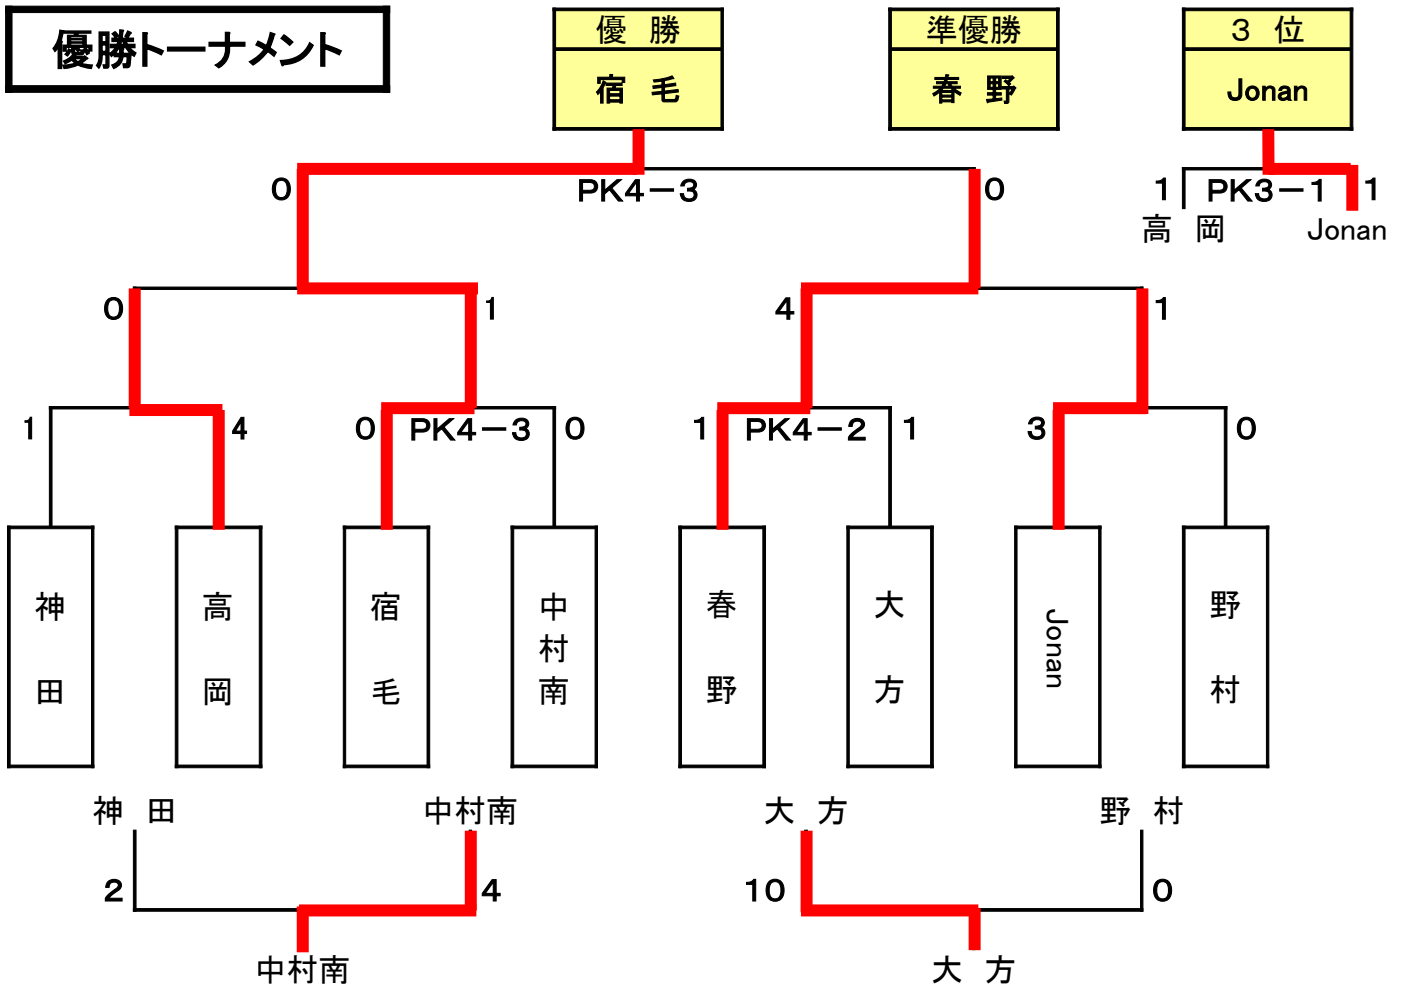 優勝トーナメント
優 勝
準優勝
3 位
宿 毛
春 野
Jonan
0
PK4-3
0
1
PK3-1
1
高 岡
Jonan
0
1
4
1
1
4
0
PK4-3
0
1
PK4-2
1
3
0
神田
高岡
宿毛
中村南
春野
大方
Jonan
野村
神 田
中村南
大 方
野 村
2
4
10
0
中村南
大 方